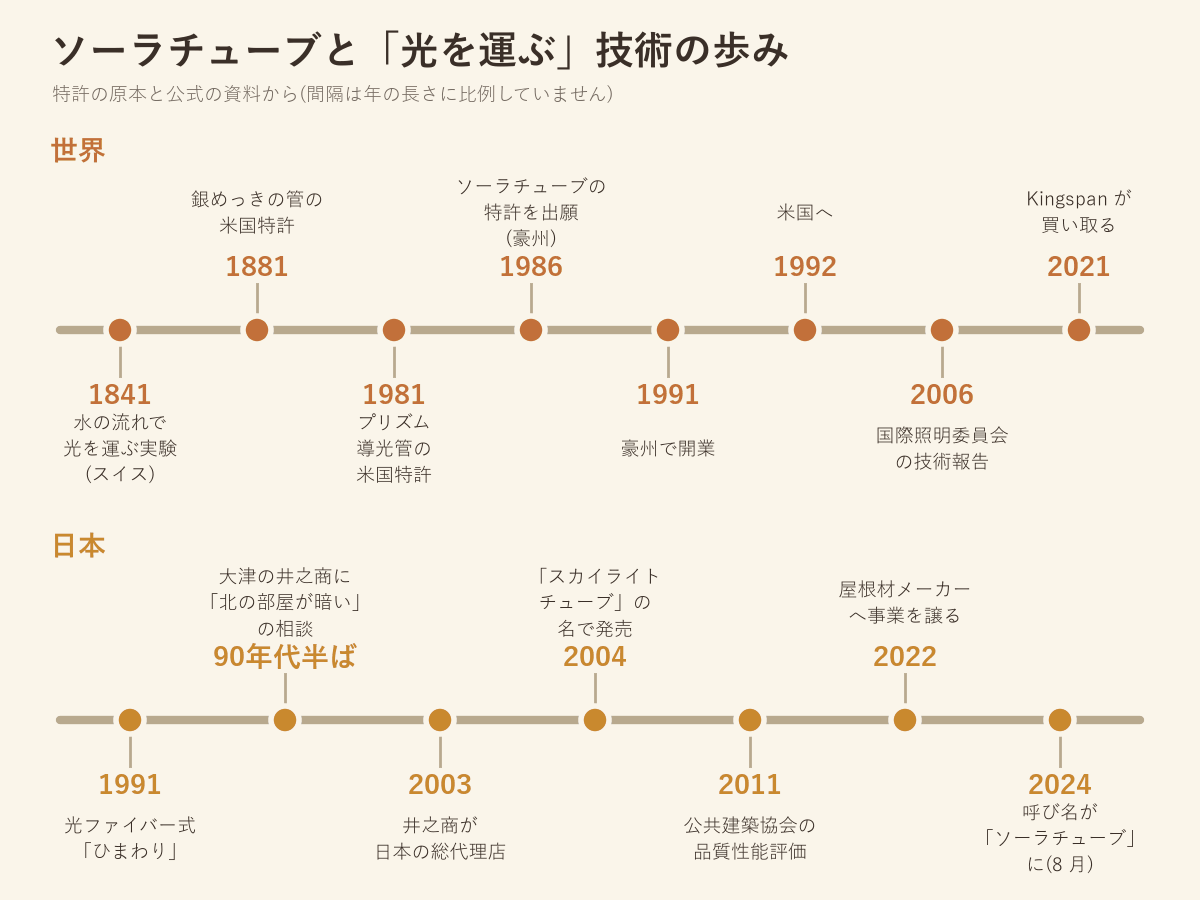 ソーラチューブと「光を運ぶ」技術の歩み
特許の原本と公式の資料から(間隔は年の長さに比例していません)
世界
銀めっきの管の
米国特許
1881
ソーラチューブの
特許を出願
(豪州)
1986
米国へ
1992
Kingspan が
買い取る
2021
1841
水の流れで
光を運ぶ実験
(スイス)
1981
プリズム
導光管の
米国特許
1991
豪州で開業
2006
国際照明委員会
の技術報告
日本
大津の井之商に
「北の部屋が暗い」
の相談
90年代半ば
「スカイライト
チューブ」の
名で発売
2004
屋根材メーカー
へ事業を譲る
2022
1991
光ファイバー式
「ひまわり」
2003
井之商が
日本の総代理店
2011
公共建築協会の
品質性能評価
2024
呼び名が
「ソーラチューブ」
に(8 月)